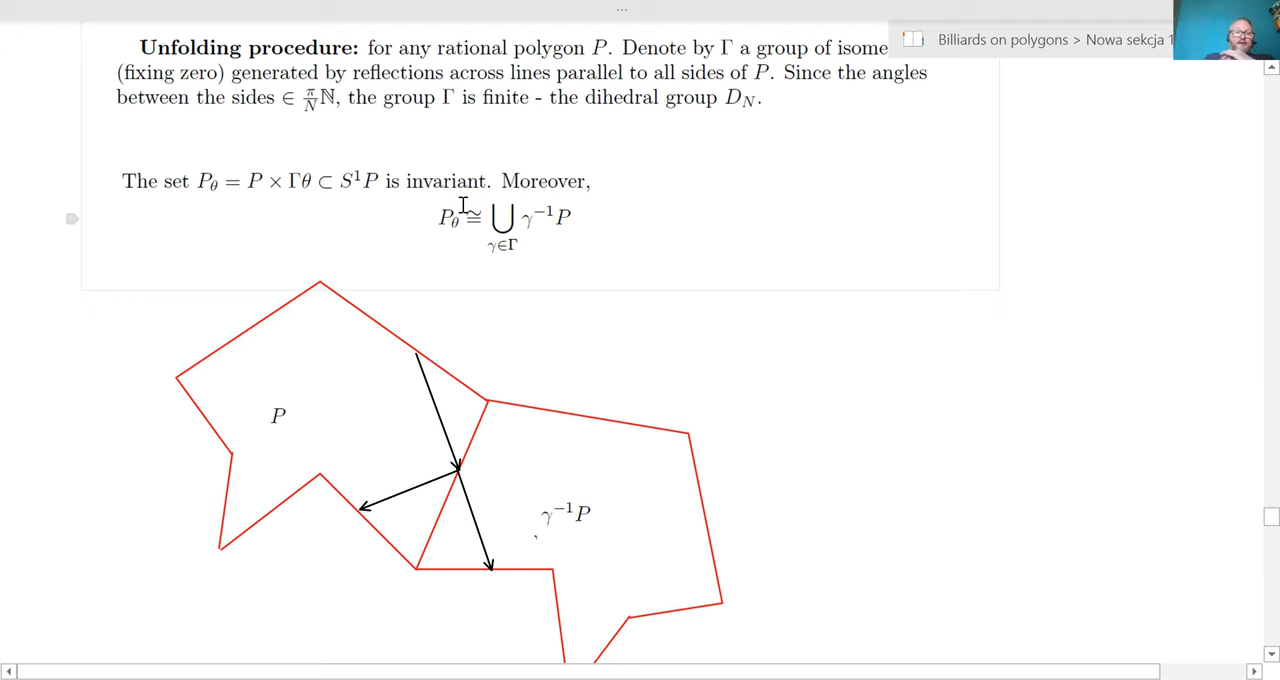 Billiards on polygons > Nowa sekcja 1
Unfolding procedure: for any rational polygon P. Denote by Γ a group of isome
(fixing zero) generated by reflections across lines parallel to all sides of P. Since the angles
between the sides ∈ π/N ℕ, the group Γ is finite - the dihedral group D_N.
The set P_θ = P × Γθ ⊂ S¹P is invariant. Moreover,
P_θ ≅ ⋃_{γ∈Γ} γ⁻¹P
P
γ⁻¹P